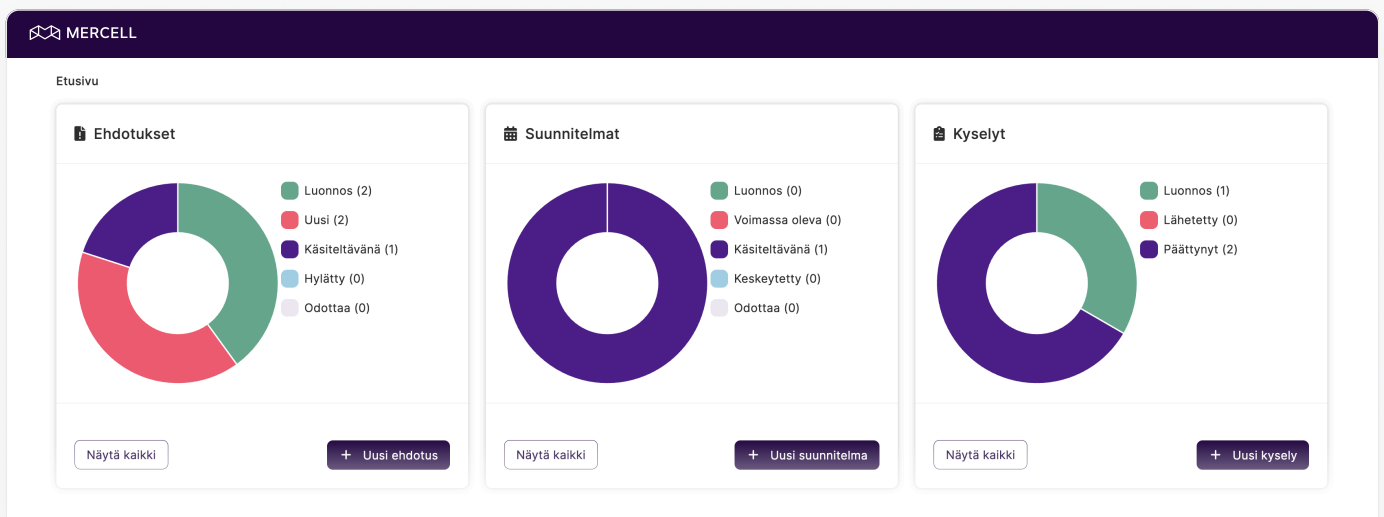 MERCELL
Etusivu
Ehdotukset
Luonnos (2)
Uusi (2)
Käsiteltävänä (1)
Hylätty (0)
Odottaa (0)
Näytä kaikki
+ Uusi ehdotus
Suunnitelmat
Luonnos (0)
Voimassa oleva (0)
Käsiteltävänä (1)
Keskeytetty (0)
Odottaa (0)
Näytä kaikki
+ Uusi suunnitelma
Kyselyt
Luonnos (1)
Lähetetty (0)
Päättynyt (2)
Näytä kaikki
+ Uusi kysely